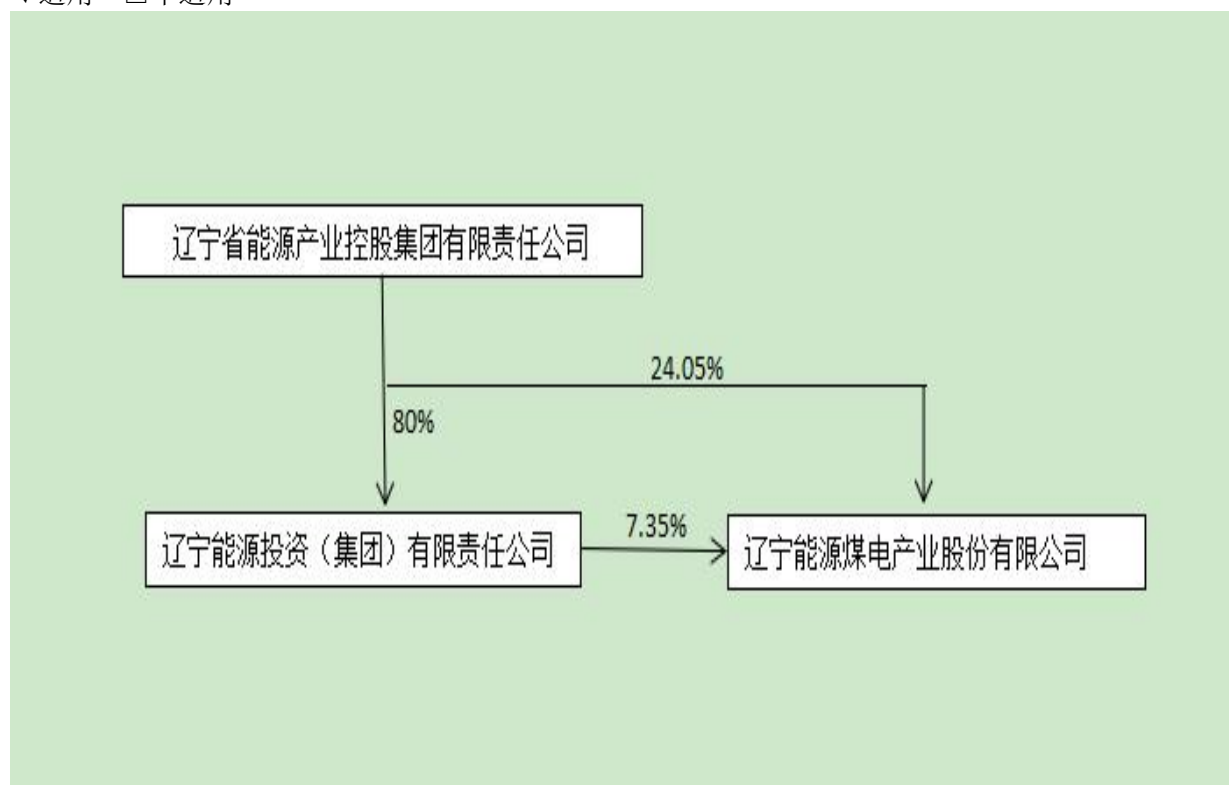 辽宁省能源产业控股集团有限责任公司
24.05%
80%
辽宁能源投资（集团）有限责任公司
7.35%
辽宁能源煤电产业股份有限公司